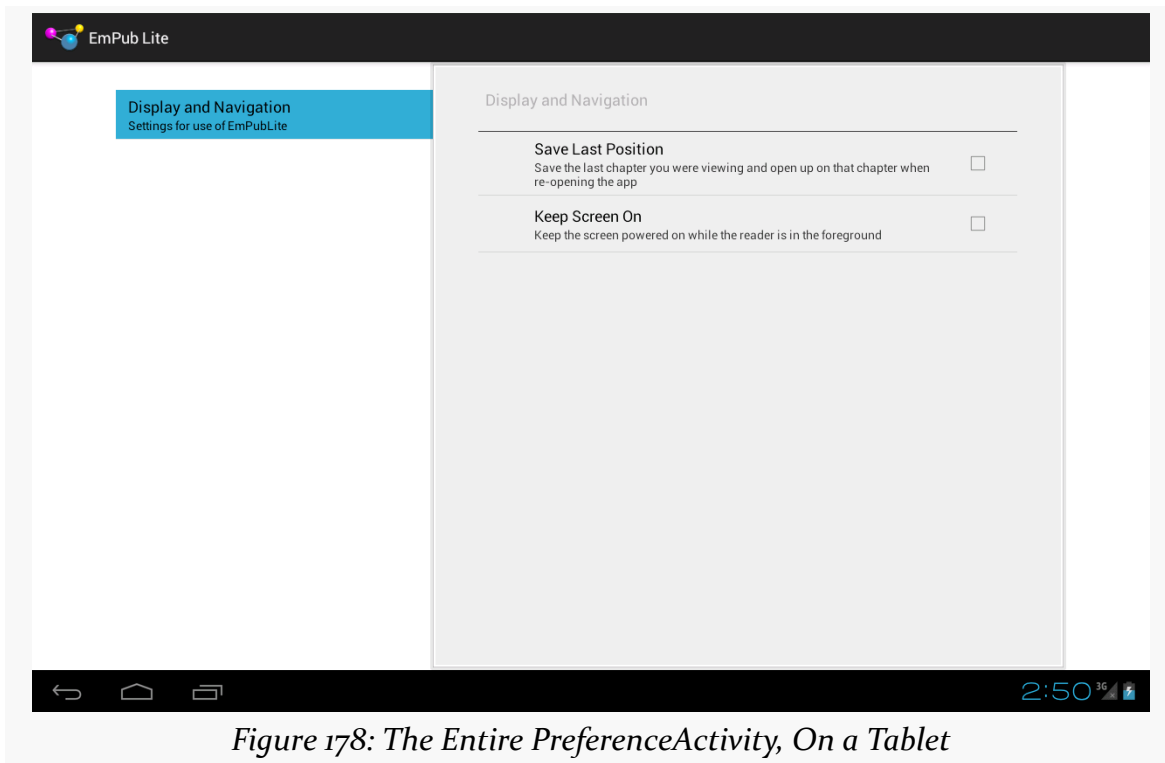 EmPub Lite
Display and Navigation
Settings for use of EmPubLite
Display and Navigation
Save Last Position
Save the last chapter you were viewing and open up on that chapter when
re-opening the app
Keep Screen On
Keep the screen powered on while the reader is in the foreground
2:50 3G
Figure 178: The Entire PreferenceActivity, On a Tablet